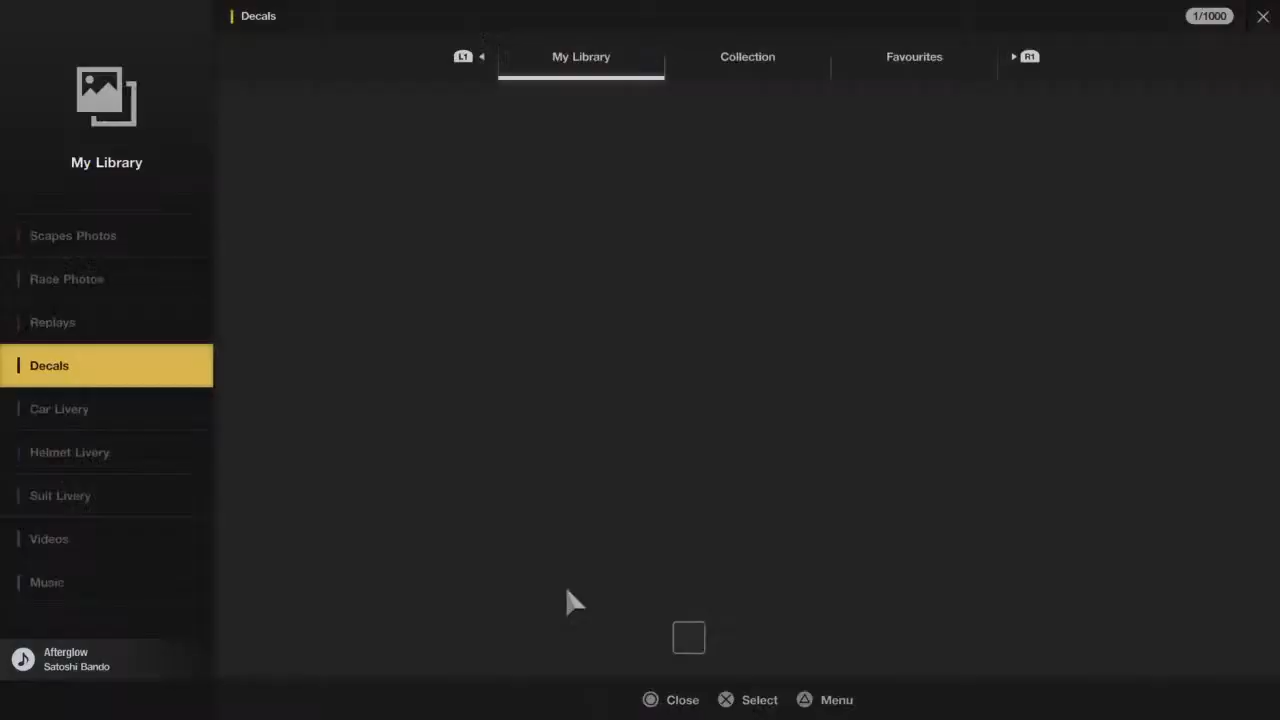 Decals
1/1000
L1
My Library
Collection
Favourites
R1
My Library
Scapes Photos
Race Photos
Replays
Decals
Car Livery
Helmet Livery
Suit Livery
Videos
Music
Afterglow
Satoshi Bando
Close
Select
Menu